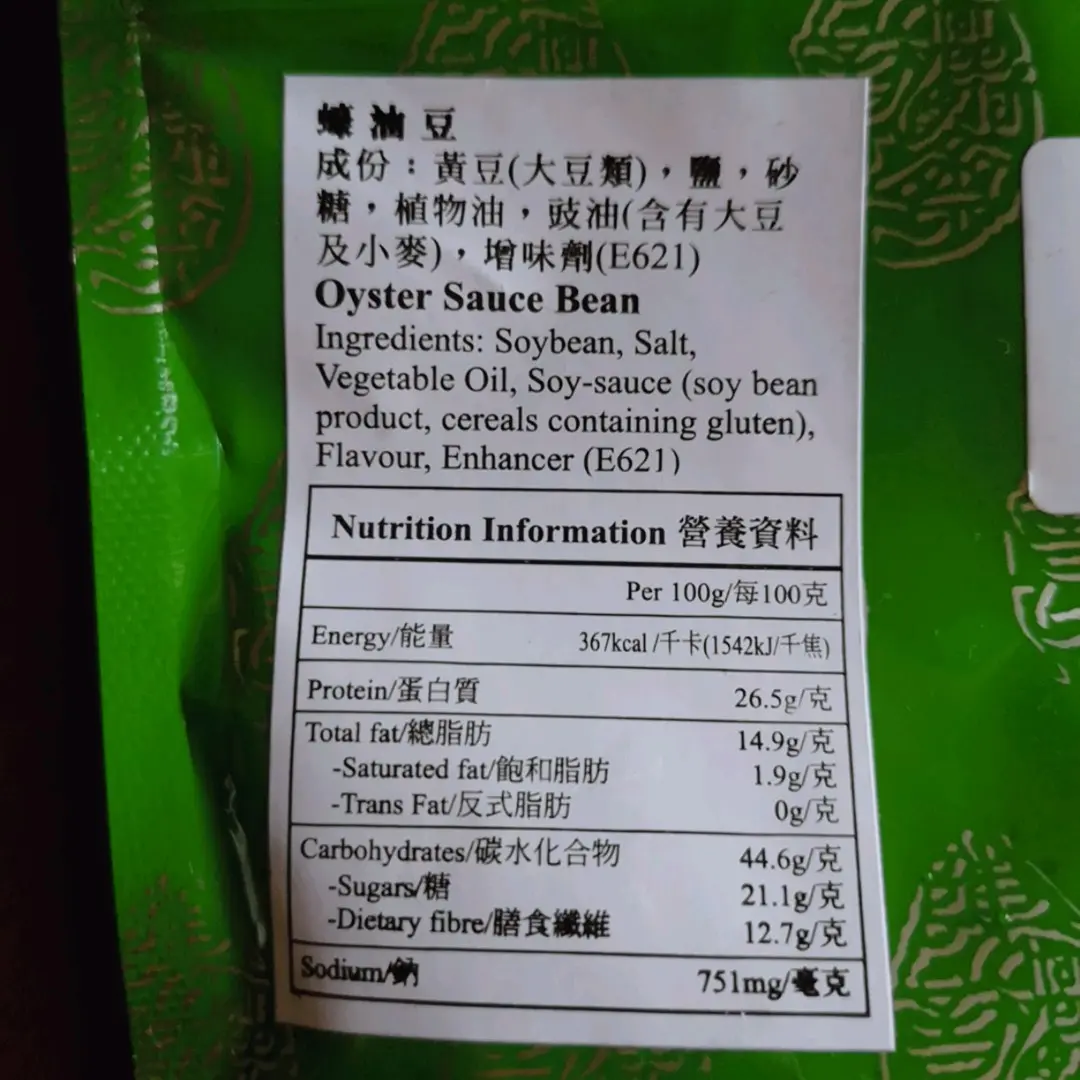 蠔油豆
成份：黃豆(大豆類)，鹽，砂
糖，植物油，豉油(含有大豆
及小麥)，增味劑(E621)
Oyster Sauce Bean
Ingredients: Soybean, Salt,
Vegetable Oil, Soy-sauce (soy bean
product, cereals containing gluten),
Flavour, Enhancer (E621)
Nutrition Information 營養資料
Per 100g/每100克
Energy/能量 367kcal /千卡(1542kJ/千焦)
Protein/蛋白質 26.5g/克
Total fat/總脂肪 14.9g/克
-Saturated fat/飽和脂肪 1.9g/克
-Trans Fat/反式脂肪 0g/克
Carbohydrates/碳水化合物 44.6g/克
-Sugars/糖 21.1g/克
-Dietary fibre/膳食纖維 12.7g/克
Sodium/鈉 751mg/毫克